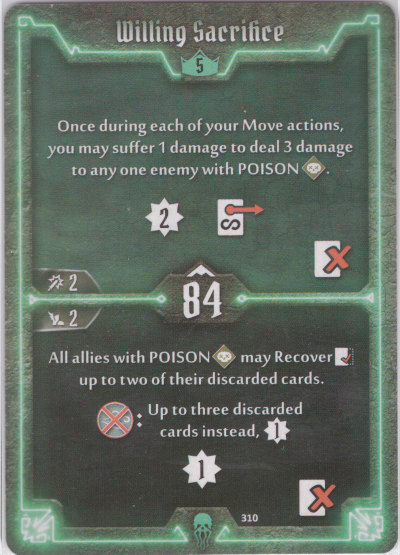 Willing Sacrifice
5
Once during each of your Move actions,
you may suffer 1 damage to deal 3 damage
to any one enemy with POISON .
2
2
84
2
All allies with POISON may Recover
up to two of their discarded cards.
: Up to three discarded
cards instead, 1
1
310